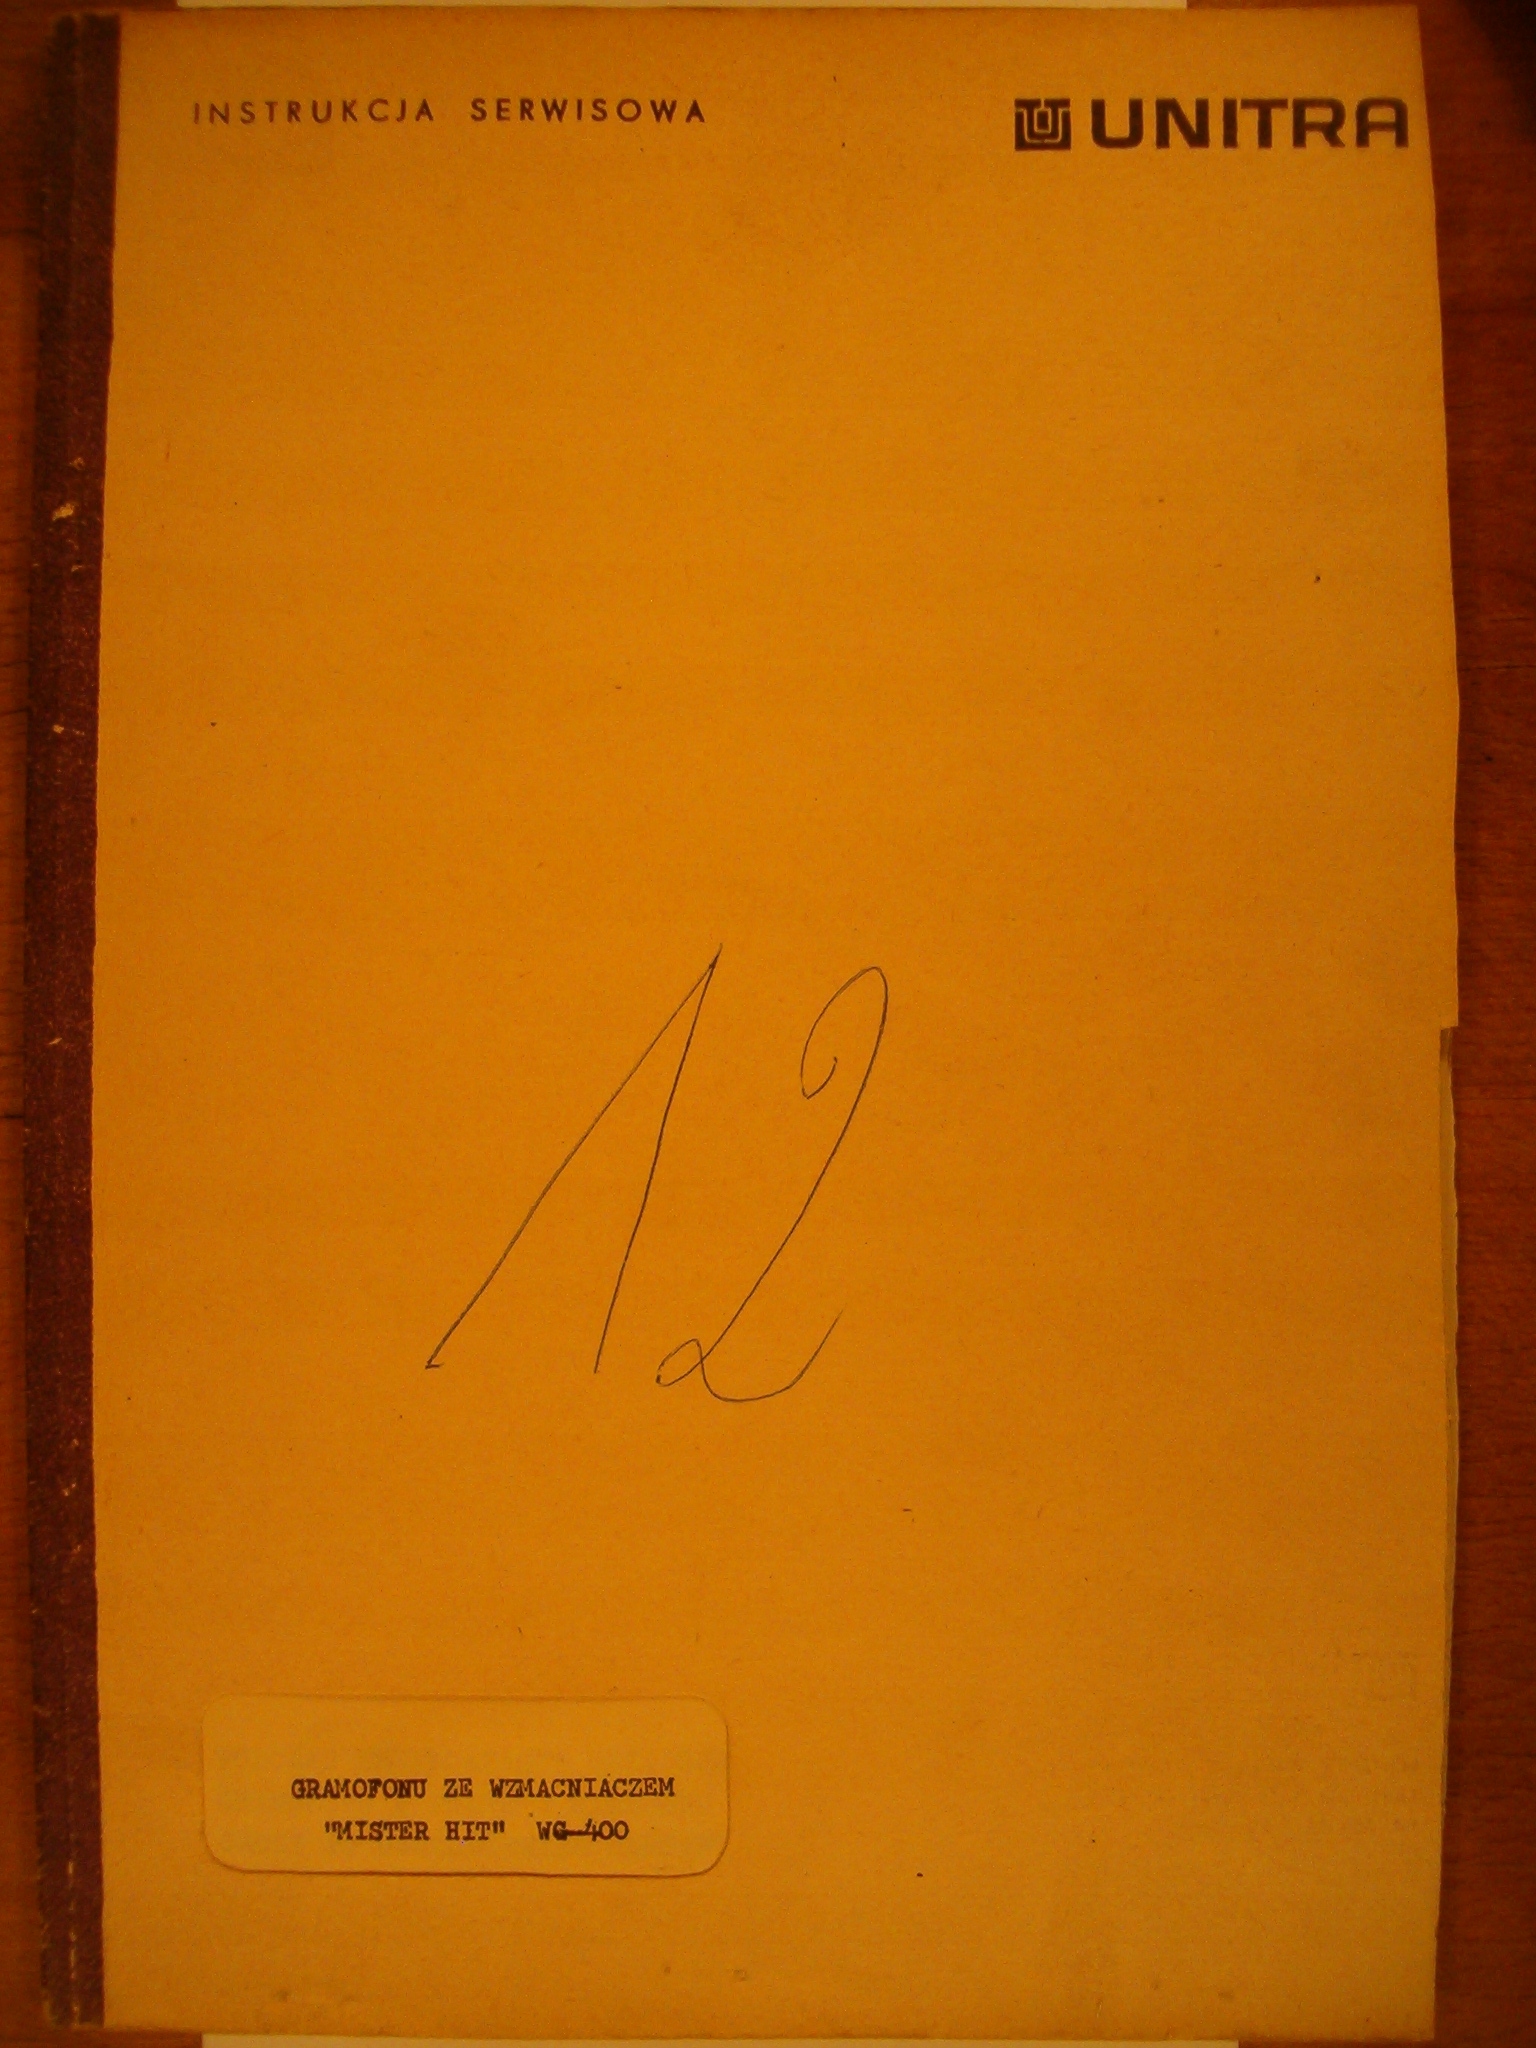 INSTRUKCJA SERWISOWA
UNITRA
12
GRAMOFONU ZE WZMACNIACZEM
"MISTER HIT" WG-400